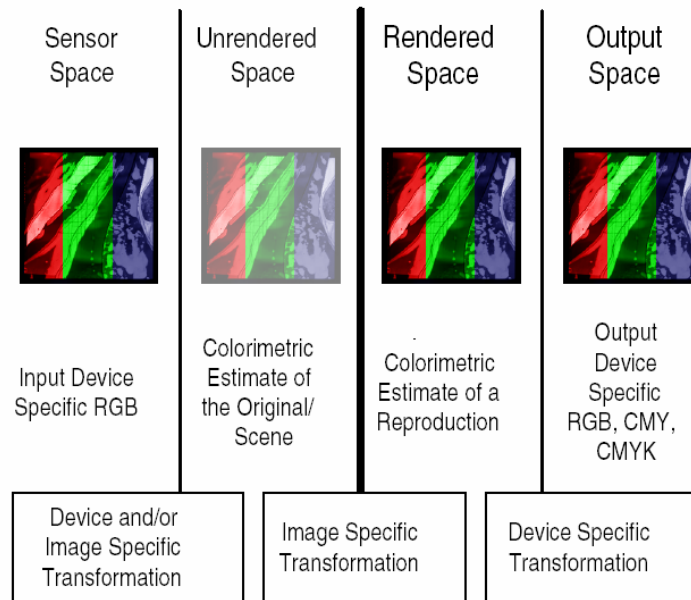 Sensor
Space
Unrendered
Space
Rendered
Space
Output
Space
Input Device
Specific RGB
Colorimetric
Estimate of
the Original/
Scene
Colorimetric
Estimate of a
Reproduction
Output
Device
Specific
RGB, CMY,
CMYK
Device and/or
Image Specific
Transformation
Image Specific
Transformation
Device Specific
Transformation